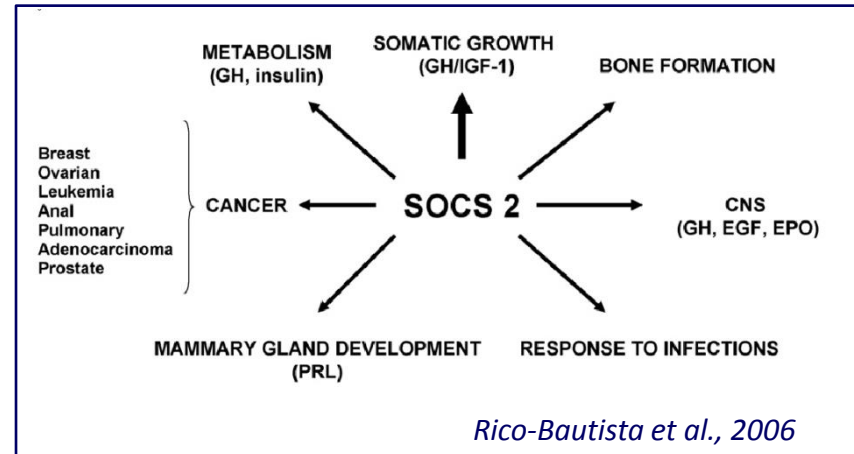 METABOLISM
(GH, insulin)
SOMATIC GROWTH
(GH/IGF-1)
BONE FORMATION
Breast
Ovarian
Leukemia
Anal
Pulmonary
Adenocarcinoma
Prostate
CANCER
SOCS 2
CNS
(GH, EGF, EPO)
MAMMARY GLAND DEVELOPMENT
(PRL)
RESPONSE TO INFECTIONS
Rico-Bautista et al., 2006